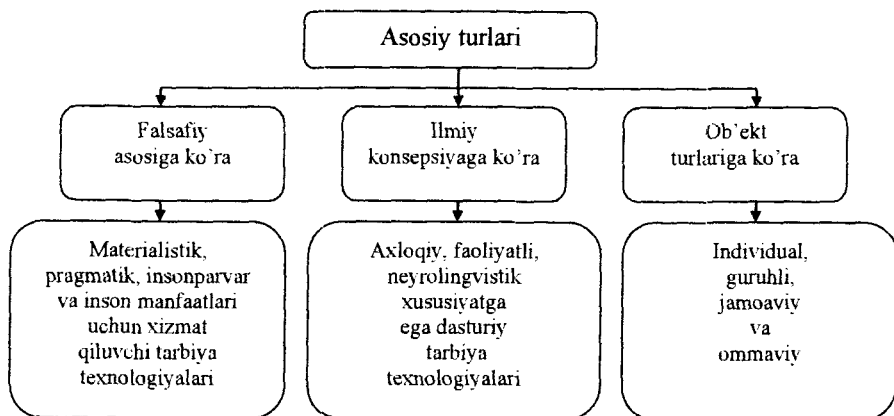 Asosiy turlari
Falsafiy
asosiga ko'ra
Ilmiy
konsepsiyaga ko'ra
Ob'ekt
turlariga ko'ra
Materialistik,
pragmatik, insonparvar
va inson manfaatlari
uchun xizmat
qiluvchi tarbiya
texnologiyalari
Axloqiy, faoliyatli,
neyrolingvistik
xususiyatga
ega dasturiy
tarbiya
texnologiyalari
Individual,
guruhli,
jamoaviy
va
ommaviy